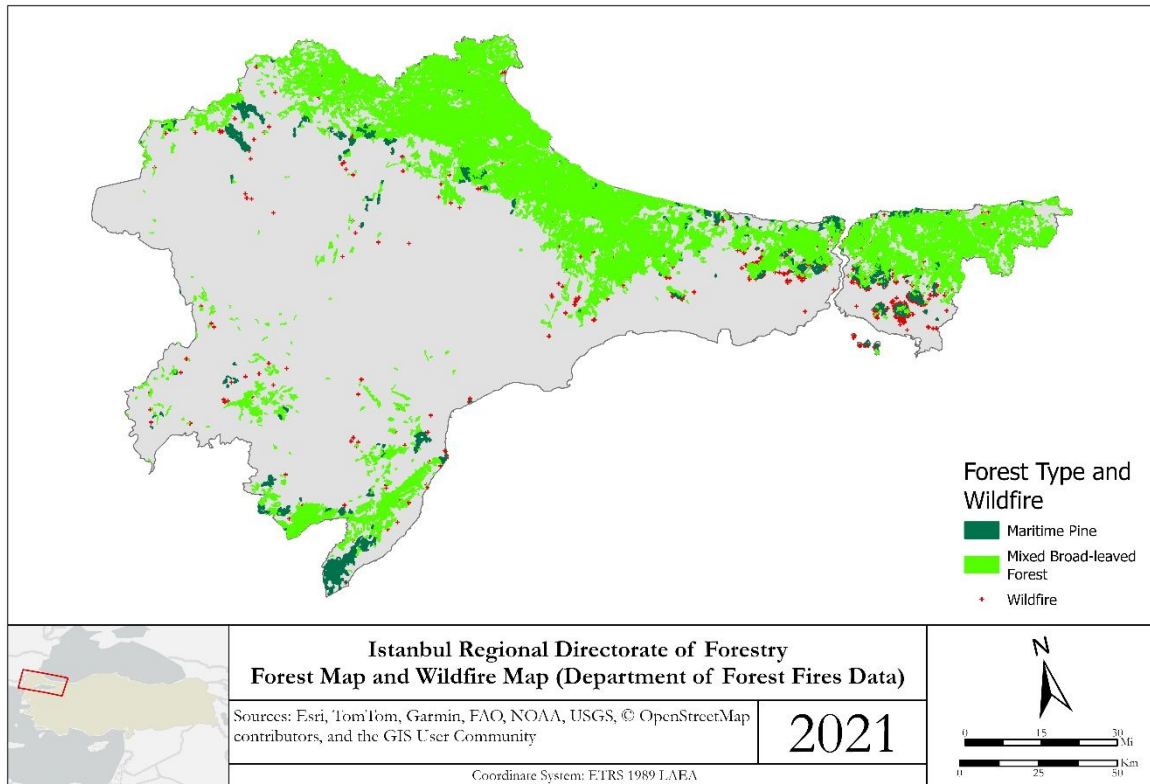 Forest Type and
Wildfire
Maritime Pine
Mixed Broad-leaved
Forest
Wildfire
Istanbul Regional Directorate of Forestry
Forest Map and Wildfire Map (Department of Forest Fires Data)
Sources: Esri, TomTom, Garmin, FAO, NOAA, USGS, © OpenStreetMap
contributors, and the GIS User Community
2021
Coordinate System: ETRS 1989 LAEA
N
0 15 30
Mi
Km
0 25 50